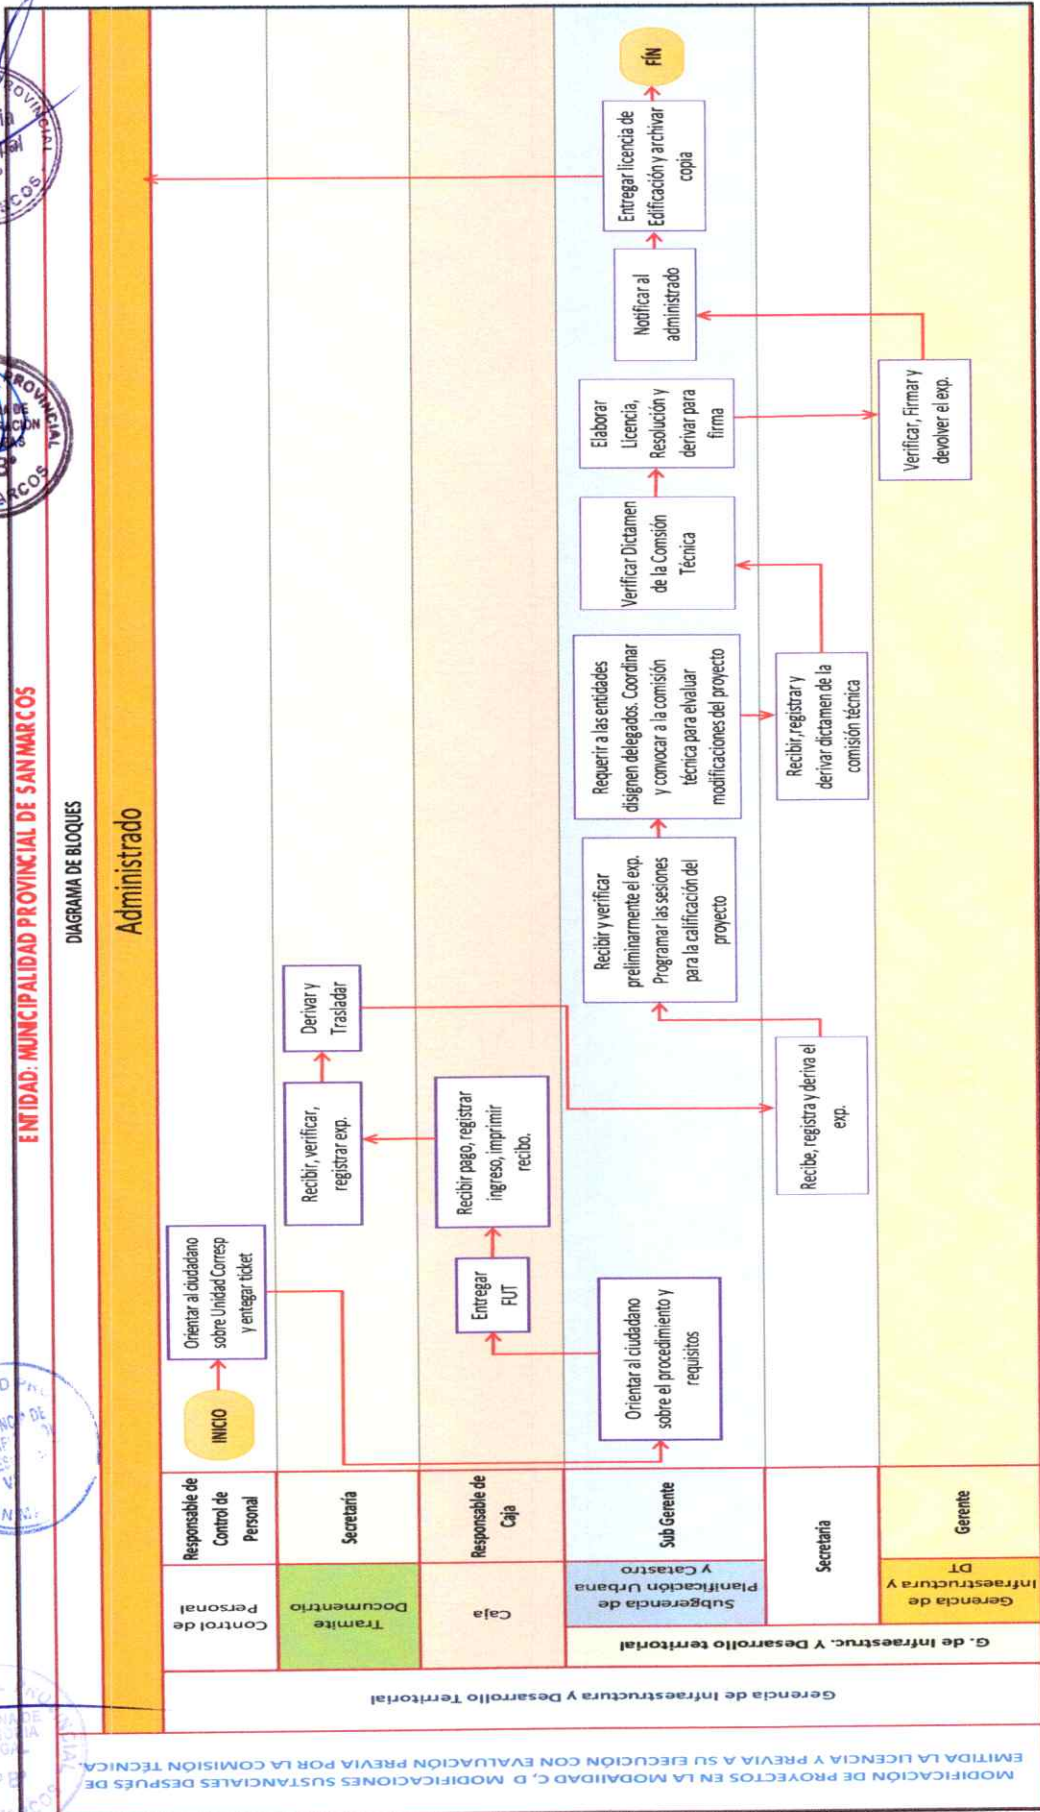 ENTIDAD: MUNCIPALIDAD PROVINCIAL DE SAN MARCOS
DIAGRAMA DE BLOQUES
Administrado
MODIFICACIÓN DE PROYECTOS EN LA MODALIDAD C, D MODIFICACIONES SUSTANCIALES DESPUÉS DE
EMITIDA LA LICENCIA Y PREVIA A SU EJECUCIÓN CON EVALUACIÓN PREVIA POR LA COMISIÓN TÉCNICA.
Gerencia de Infraestructura y Desarrollo Territorial
G. de Infraestruc. Y Desarrollo territorial
Control de
Personal
Responsable de
Control de
Personal
INICIO
Orientar al ciudadano
sobre Unidad Corresp
y entegar ticket
Tramite
Documentrio
Secretaria
Recibir, verificar,
registrar exp.
Derivar y
Trasladar
Caja
Responsable de
Caja
Entregar
FUT
Recibir pago, registrar
ingreso, imprimir
recibo.
Subgerencia de
Planificación Urbana
y Catastro
Sub Gerente
Orientar al ciudadano
sobre el procedimiento y
requisitos
Recibir y verificar
preliminarmente el exp.
Programar las sesiones
para la calificación del
proyecto
Requerir a las entidades
disignen delegados. Coordinar
y convocar a la comisión
técnica para elvaluar
modificaciones del proyecto
Verificar Dictamen
de la Comsión
Técnica
Elaborar
Licencia,
Resolución y
derivar para
firma
Notificar al
administrado
Entregar licencia de
Edificación y archivar
copia
FÍN
Secretaria
Recibe, registra y deriva el
exp.
Recibir, registrar y
derivar dictamen de la
comisión técnica
Gerencia de
Infraestructura y
DT
Gerente
Verificar, Firmar y
devolver el exp.
PROVINCIAL
MARCOS
PROVINCIAL